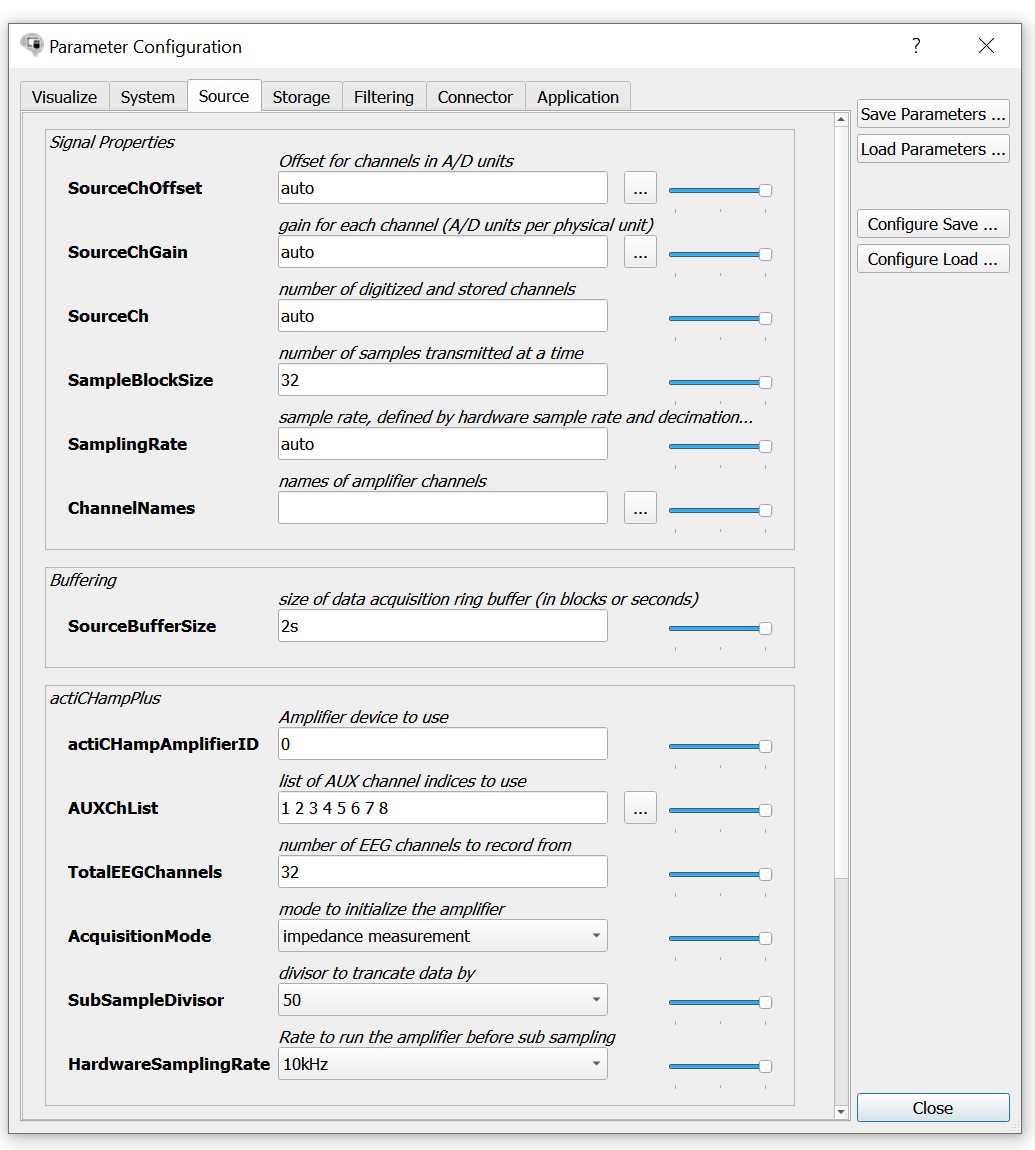 Parameter Configuration ?
Visualize System Source Storage Filtering Connector Application
Save Parameters ...
Load Parameters ...
Configure Save ...
Configure Load ...
Signal Properties
Offset for channels in A/D units
SourceChOffset auto ...
gain for each channel (A/D units per physical unit)
SourceChGain auto ...
number of digitized and stored channels
SourceCh auto
number of samples transmitted at a time
SampleBlockSize 32
sample rate, defined by hardware sample rate and decimation...
SamplingRate auto
names of amplifier channels
ChannelNames ...
Buffering
size of data acquisition ring buffer (in blocks or seconds)
SourceBufferSize 2s
actiCHampPlus
Amplifier device to use
actiCHampAmplifierID 0
list of AUX channel indices to use
AUXChList 1 2 3 4 5 6 7 8 ...
number of EEG channels to record from
TotalEEGChannels 32
mode to initialize the amplifier
AcquisitionMode impedance measurement
divisor to trancate data by
SubSampleDivisor 50
Rate to run the amplifier before sub sampling
HardwareSamplingRate 10kHz
Close